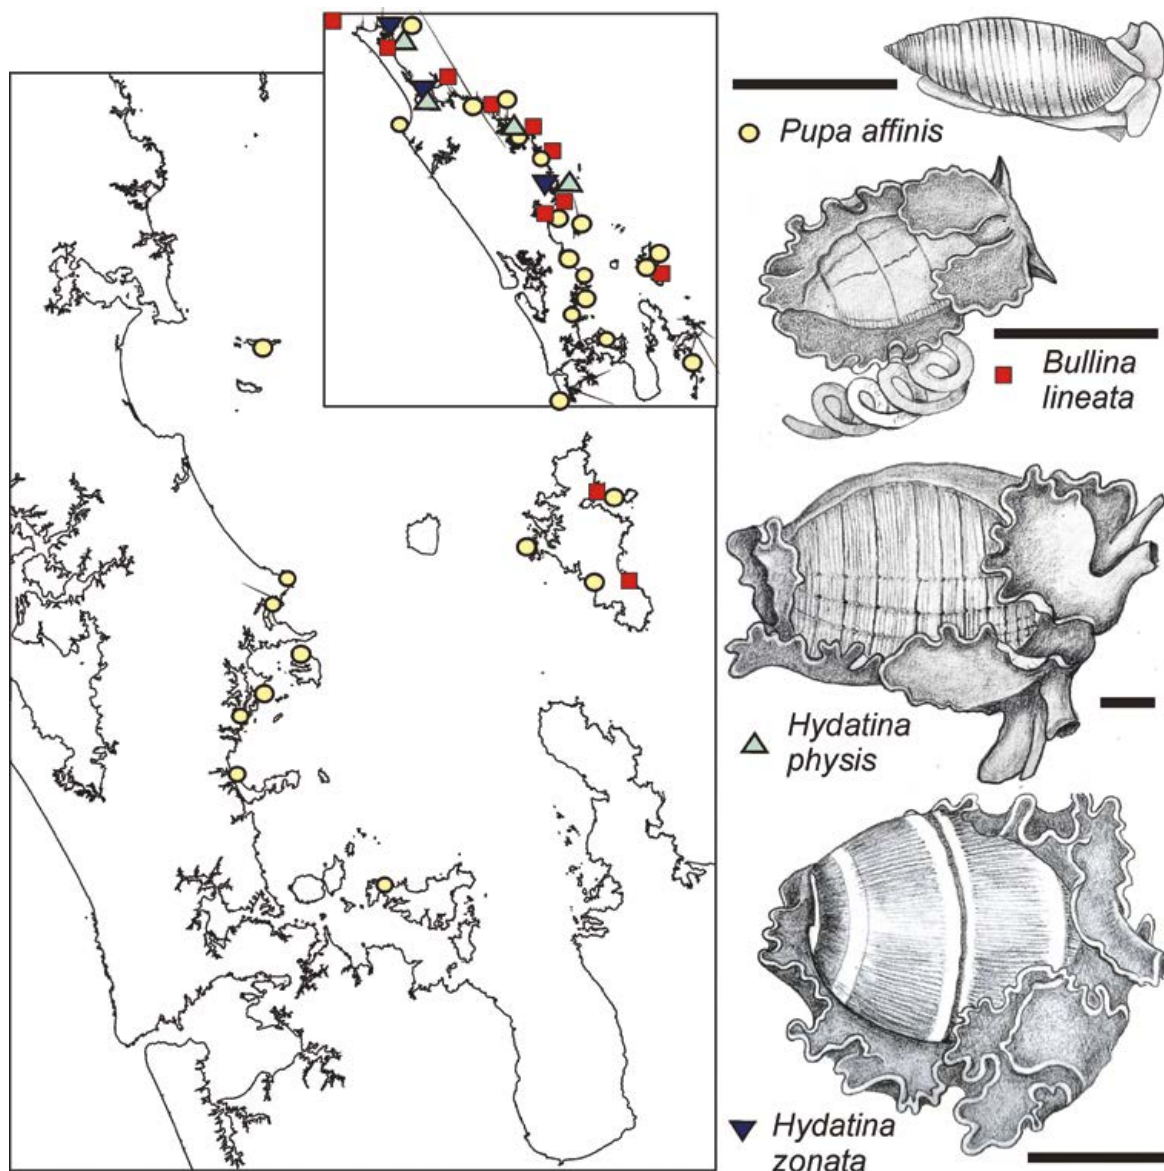 Pupa affinis
Bullina
lineata
Hydatina
physis
Hydatina
zonata